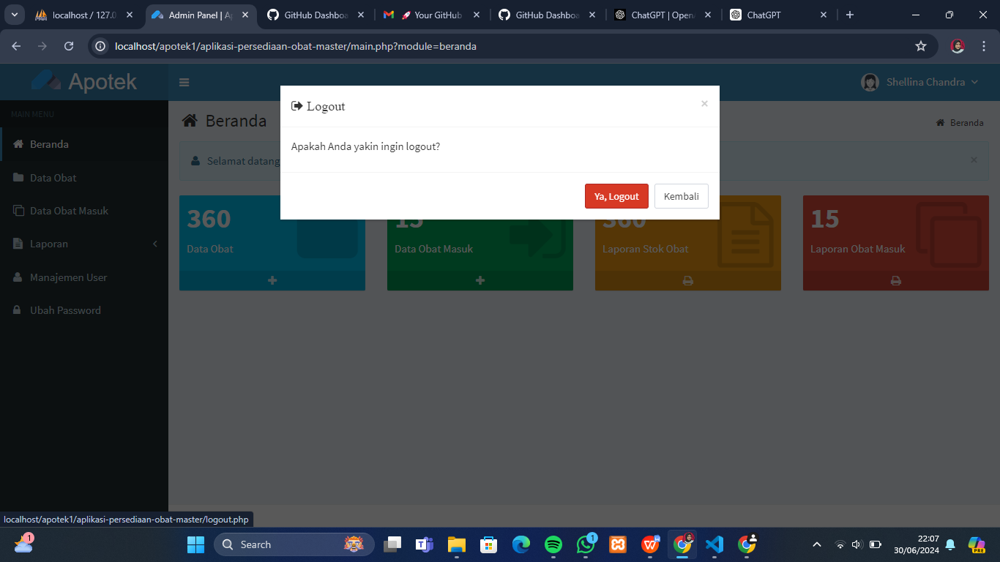 localhost / 127.0
Admin Panel | Ap
GitHub Dashboa
🚀 Your GitHub
GitHub Dashboa
ChatGPT | OpenA
ChatGPT
localhost/apotek1/aplikasi-persediaan-obat-master/main.php?module=beranda
Apotek
Shellina Chandra
MAIN MENU
Beranda
Data Obat
Data Obat Masuk
Laporan
Manajemen User
Ubah Password
Beranda
Beranda
Selamat datang
Logout
×
Apakah Anda yakin ingin logout?
Ya, Logout
Kembali
×
360
Data Obat
15
Data Obat Masuk
360
Laporan Stok Obat
15
Laporan Obat Masuk
localhost/apotek1/aplikasi-persediaan-obat-master/logout.php
1
Search
1
PRE
22:07
30/06/2024